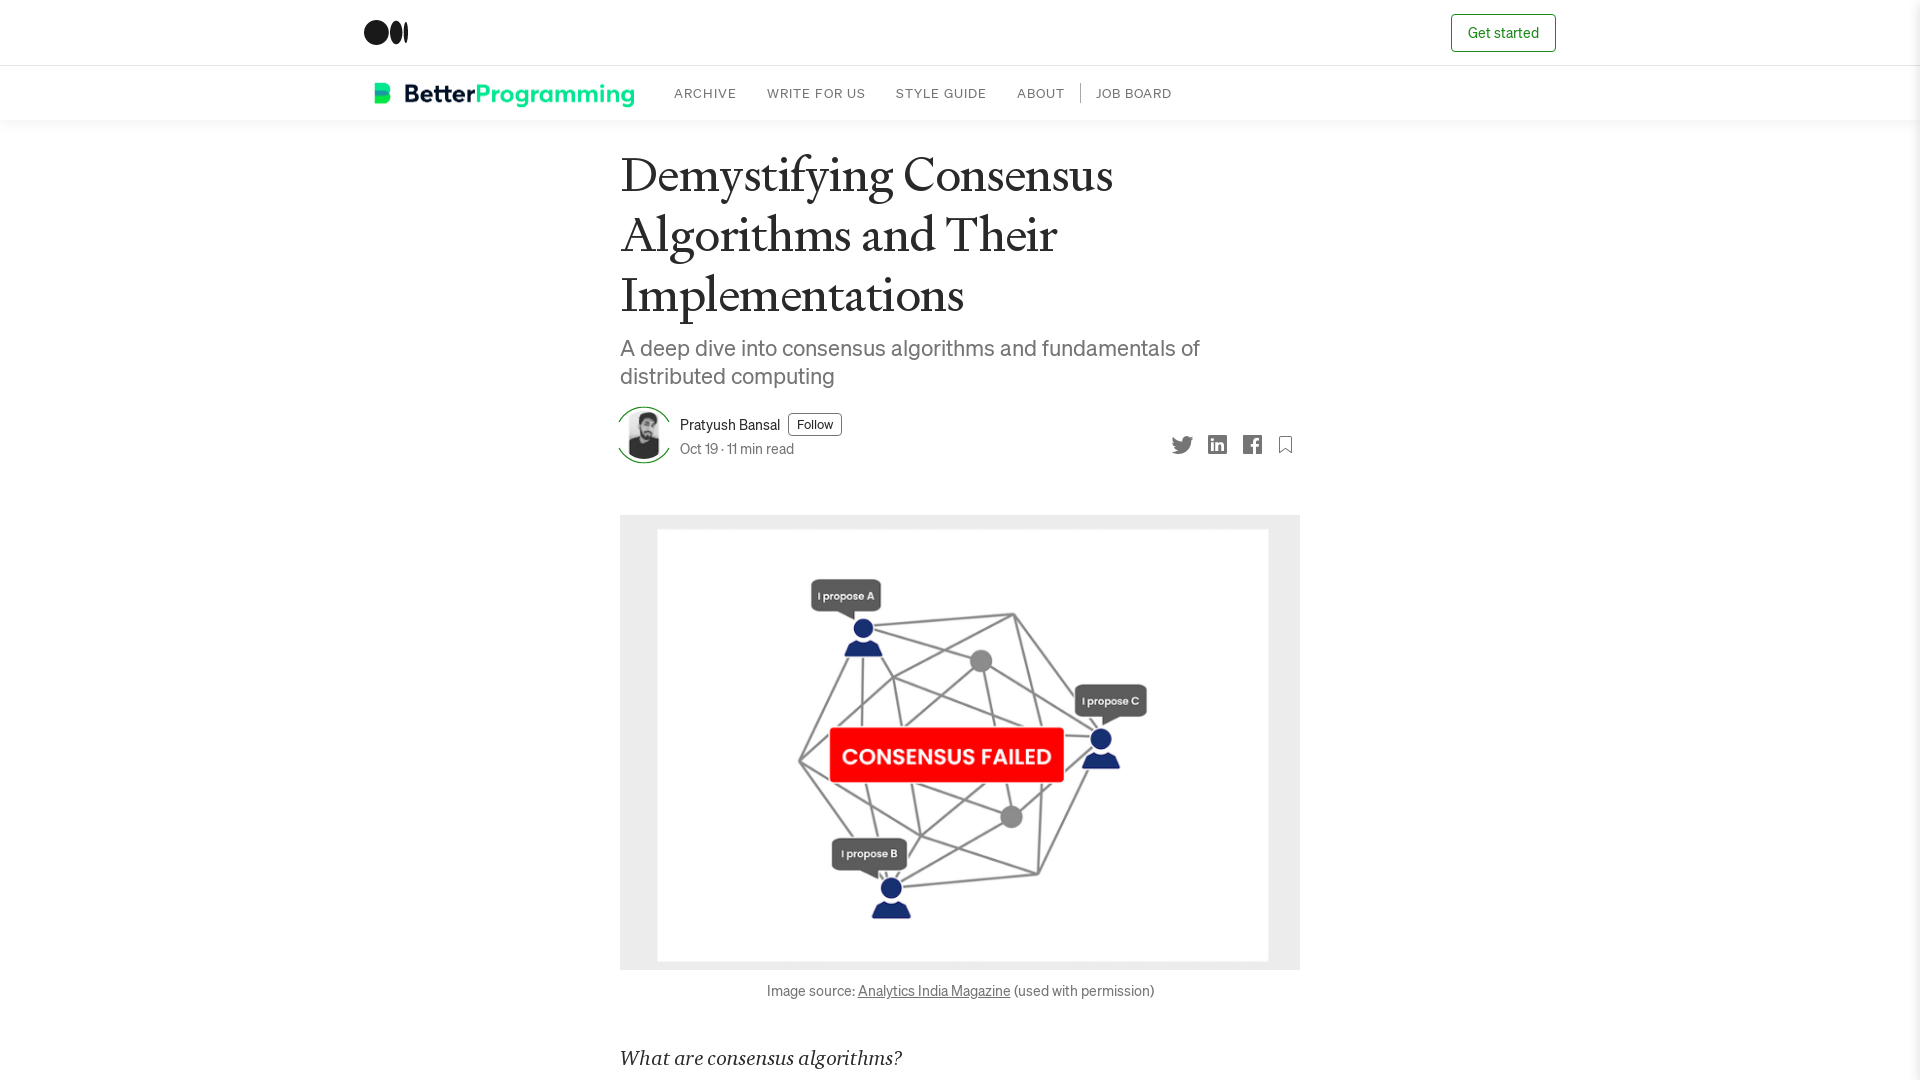 Get started
BetterProgramming
ARCHIVE WRITE FOR US STYLE GUIDE ABOUT JOB BOARD
Demystifying Consensus
Algorithms and Their
Implementations
A deep dive into consensus algorithms and fundamentals of
distributed computing
Pratyush Bansal Follow
Oct 19 · 11 min read
I propose A
I propose C
CONSENSUS FAILED
I propose B
Image source: Analytics India Magazine (used with permission)
What are consensus algorithms?